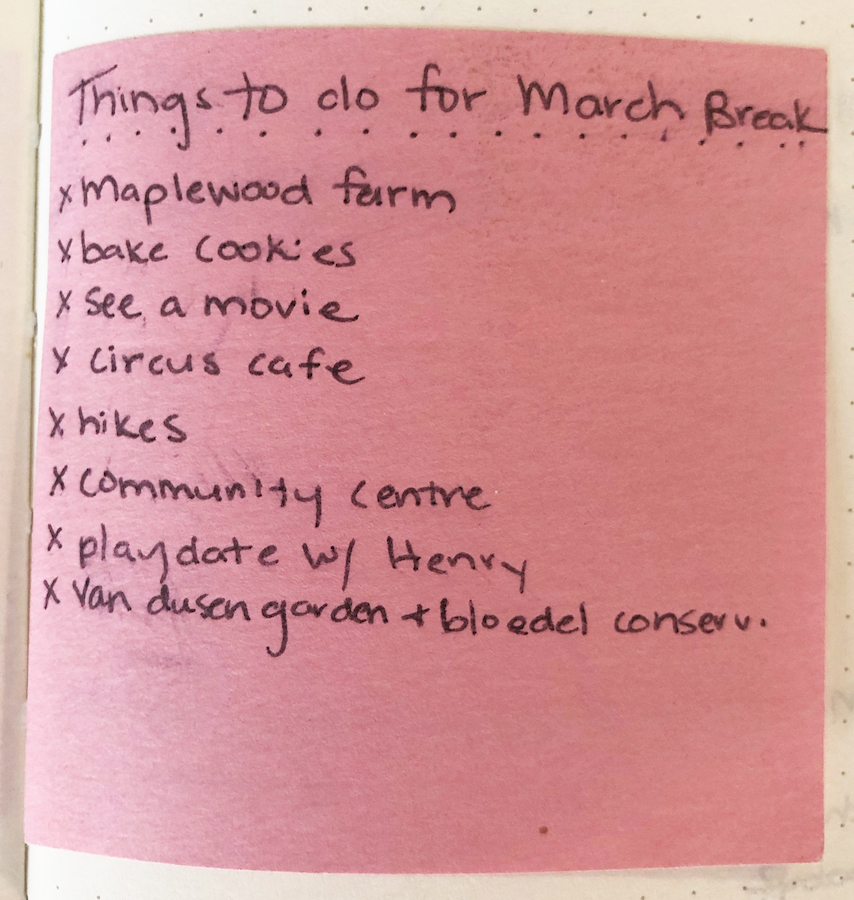 Things to do for March Break
x Maplewood farm
x bake cookies
x see a movie
x circus cafe
x hikes
x community centre
x playdate w/ Henry
x Van dusen garden + bloedel conserv.